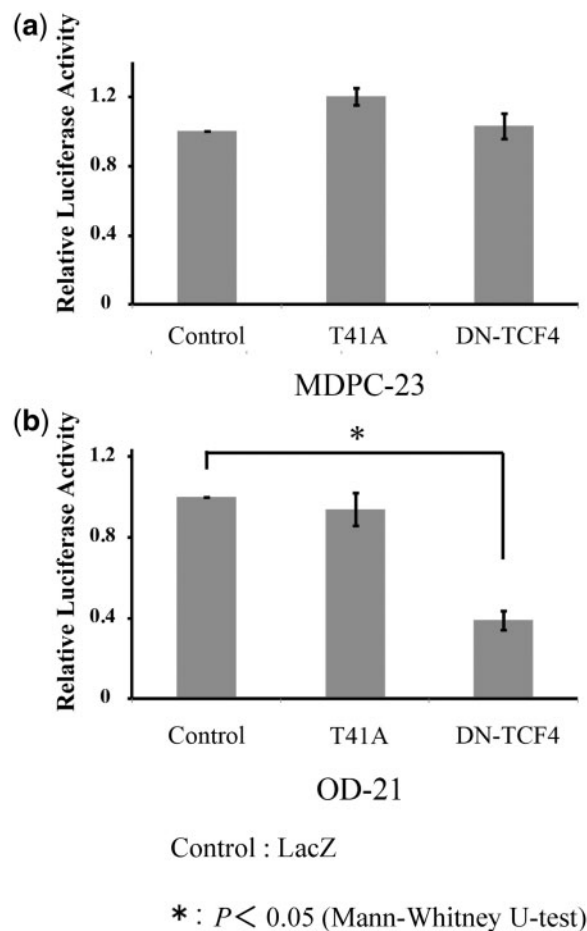 (a)
Relative Luciferase Activity
1.2
0.8
0.4
0
Control T41A DN-TCF4
MDPC-23
(b)
*
Relative Luciferase Activity
1.2
0.8
0.4
0
Control T41A DN-TCF4
OD-21
Control : LacZ
* : P< 0.05 (Mann-Whitney U-test)